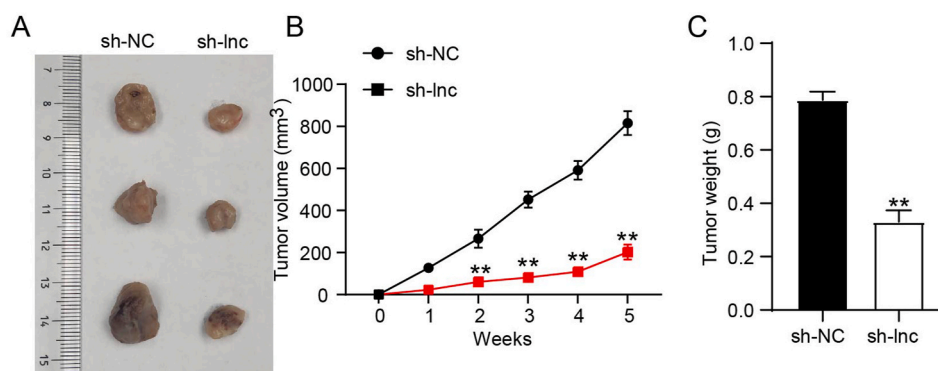 A
sh-NC
sh-lnc
7
8
9
10
11
12
13
14
15
B
sh-NC
sh-lnc
Tumor volume (mm³)
1000
800
600
400
200
0
**
**
**
**
0 1 2 3 4 5
Weeks
C
Tumor weight (g)
1.0
0.8
0.6
0.4
0.2
0.0
**
sh-NC
sh-lnc